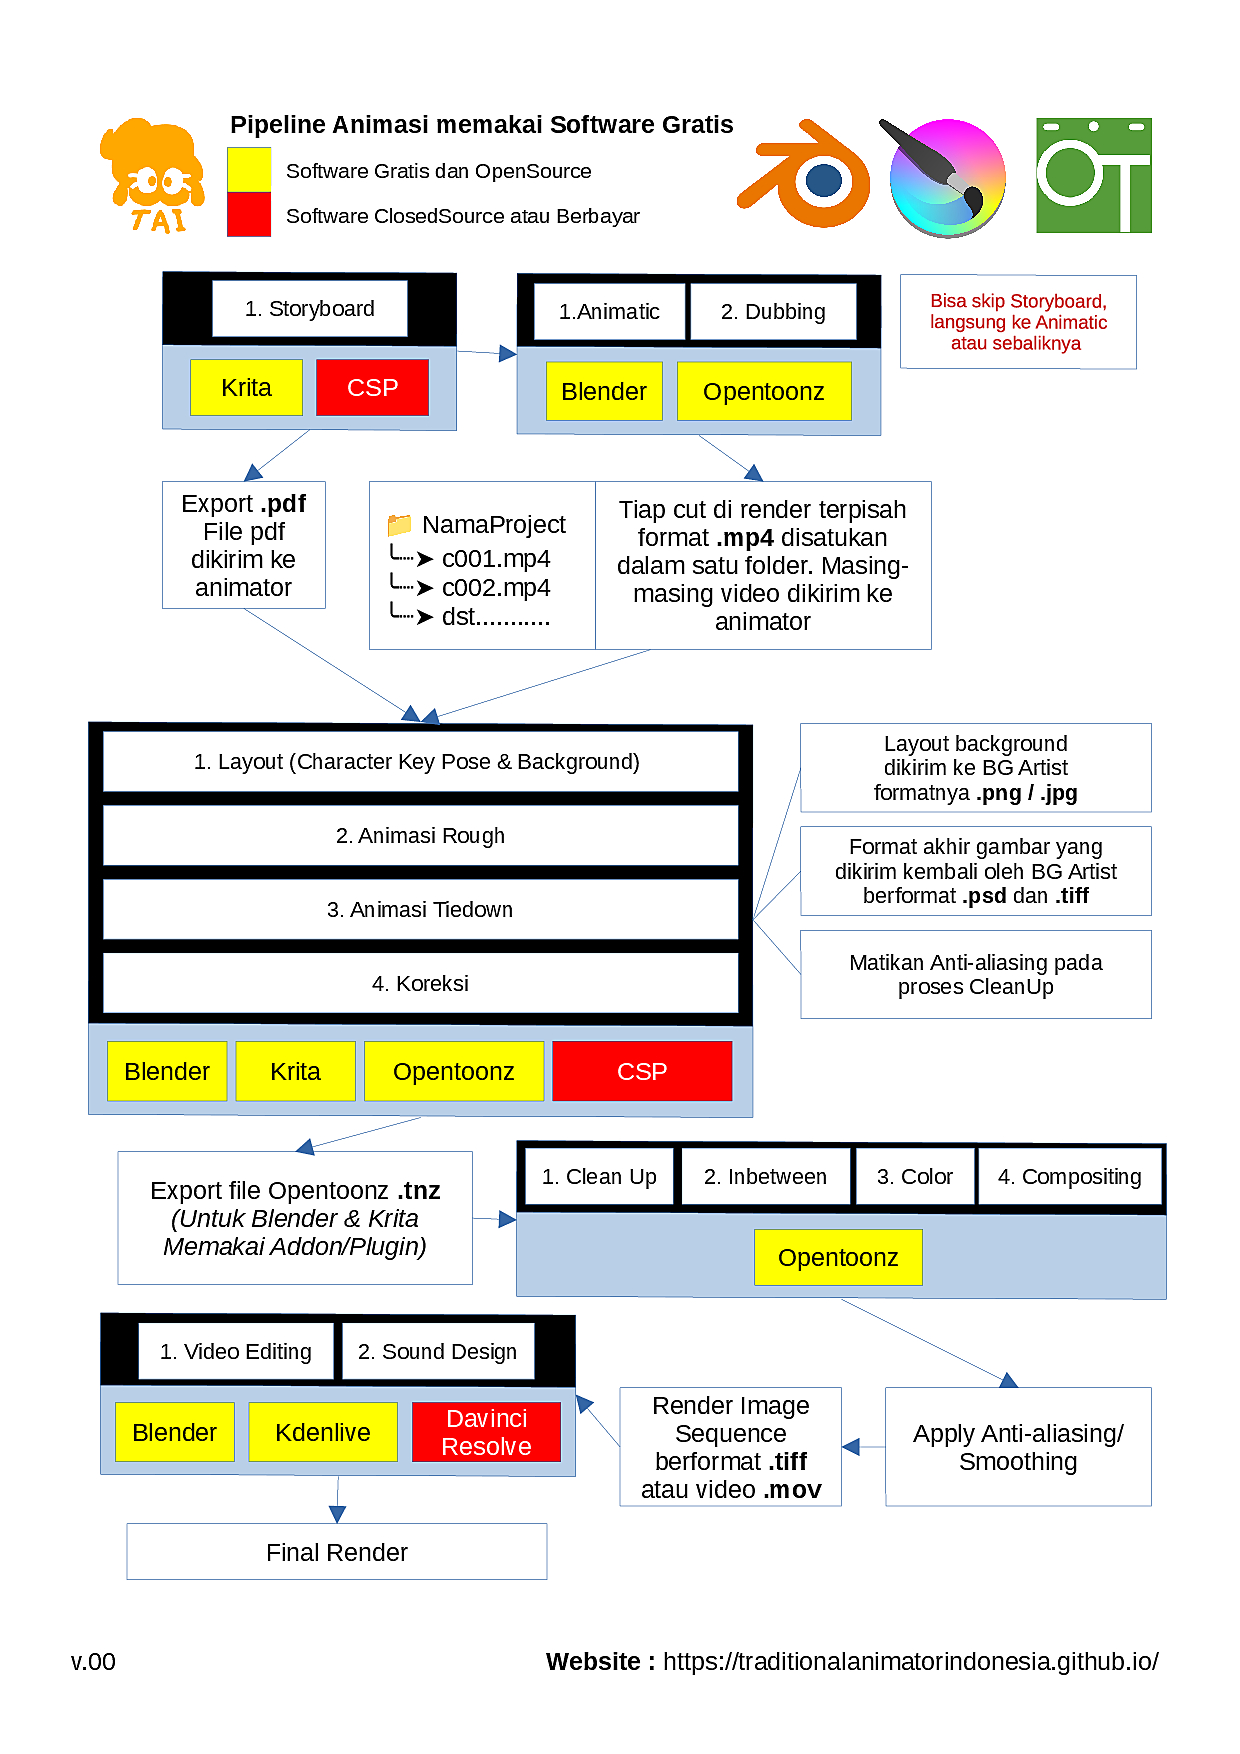 Pipeline Animasi memakai Software Gratis
Software Gratis dan OpenSource
Software ClosedSource atau Berbayar
TAI
OT
1. Storyboard
Krita
CSP
1.Animatic
2. Dubbing
Blender
Opentoonz
Bisa skip Storyboard,
langsung ke Animatic
atau sebaliknya
Export .pdf
File pdf
dikirim ke
animator
NamaProject
c001.mp4
c002.mp4
dst...........
Tiap cut di render terpisah
format .mp4 disatukan
dalam satu folder. Masing-
masing video dikirim ke
animator
1. Layout (Character Key Pose & Background)
2. Animasi Rough
3. Animasi Tiedown
4. Koreksi
Blender
Krita
Opentoonz
CSP
Layout background
dikirim ke BG Artist
formatnya .png / .jpg
Format akhir gambar yang
dikirim kembali oleh BG Artist
berformat .psd dan .tiff
Matikan Anti-aliasing pada
proses CleanUp
Export file Opentoonz .tnz
(Untuk Blender & Krita
Memakai Addon/Plugin)
1. Clean Up
2. Inbetween
3. Color
4. Compositing
Opentoonz
Apply Anti-aliasing/
Smoothing
Render Image
Sequence
berformat .tiff
atau video .mov
1. Video Editing
2. Sound Design
Blender
Kdenlive
Davinci
Resolve
Final Render
v.00
Website : https://traditionalanimatorindonesia.github.io/